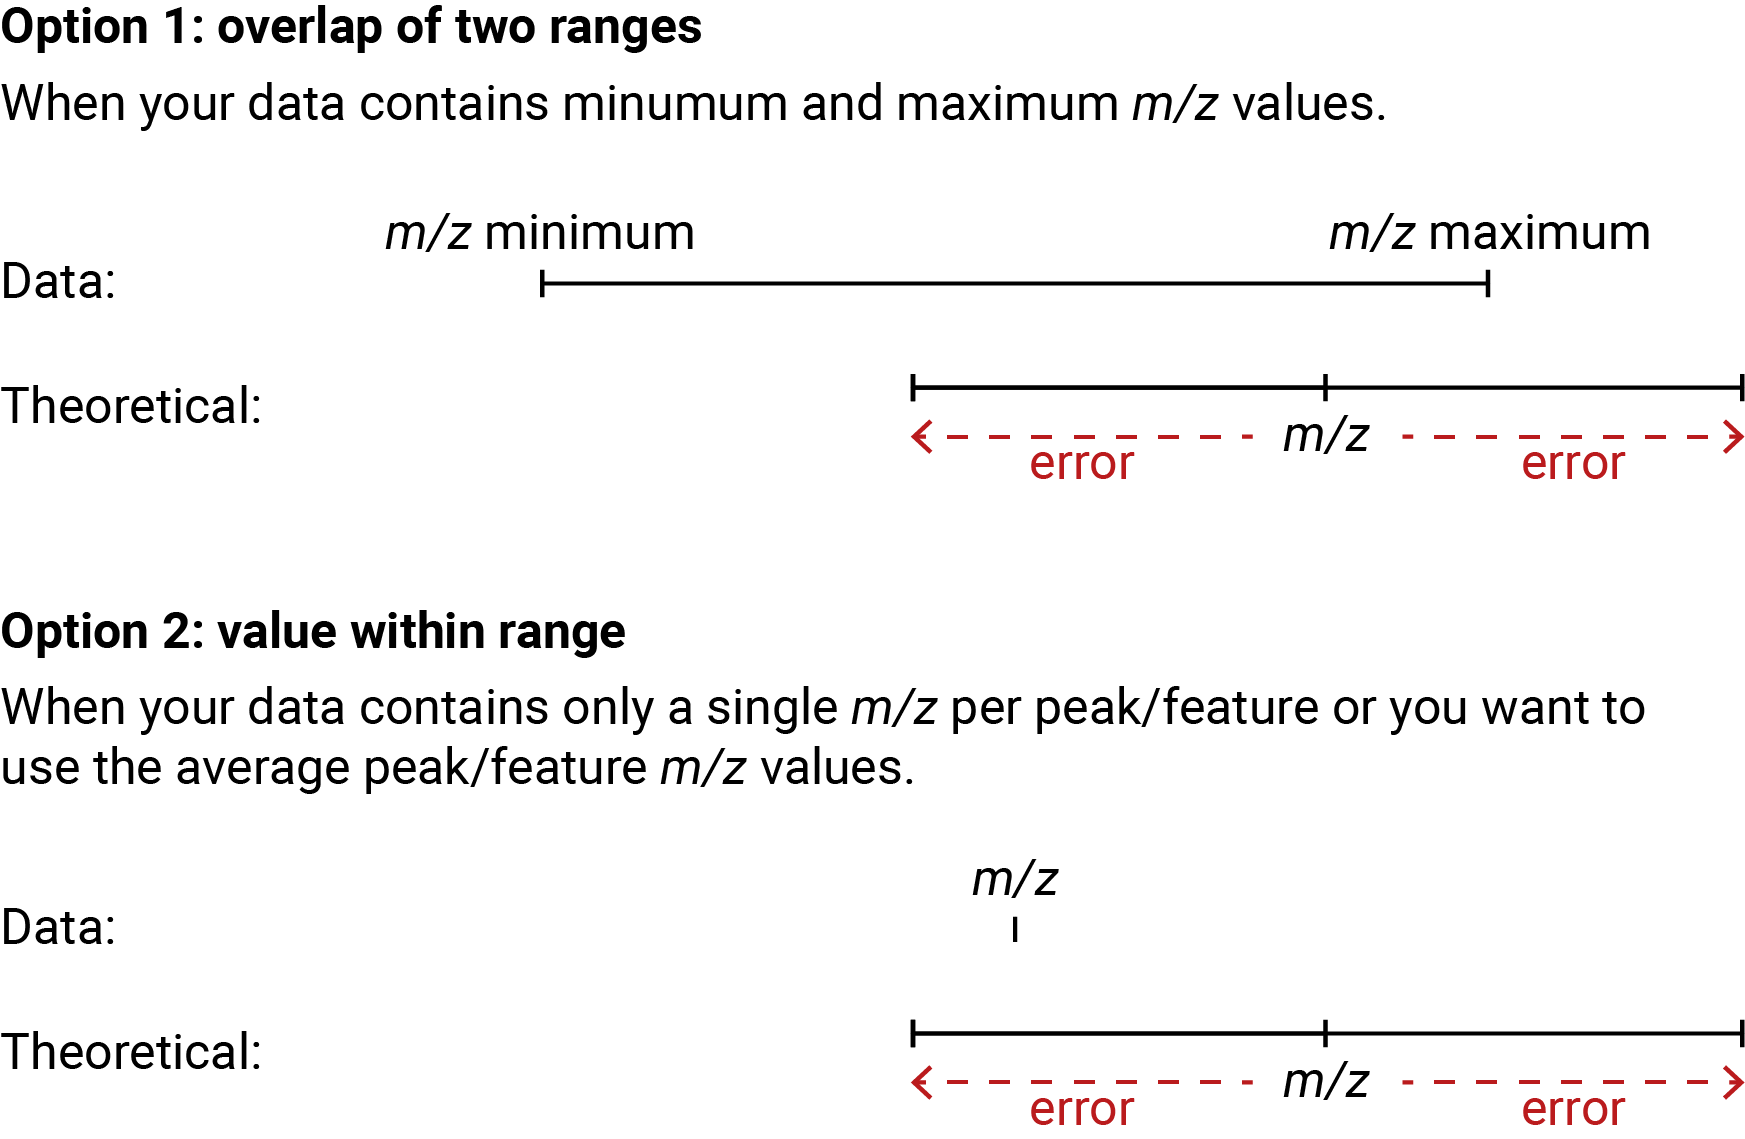 Option 1: overlap of two ranges
When your data contains minumum and maximum m/z values.
m/z minimum
m/z maximum
Data:
Theoretical:
m/z
error
error
Option 2: value within range
When your data contains only a single m/z per peak/feature or you want to
use the average peak/feature m/z values.
m/z
Data:
Theoretical:
m/z
error
error